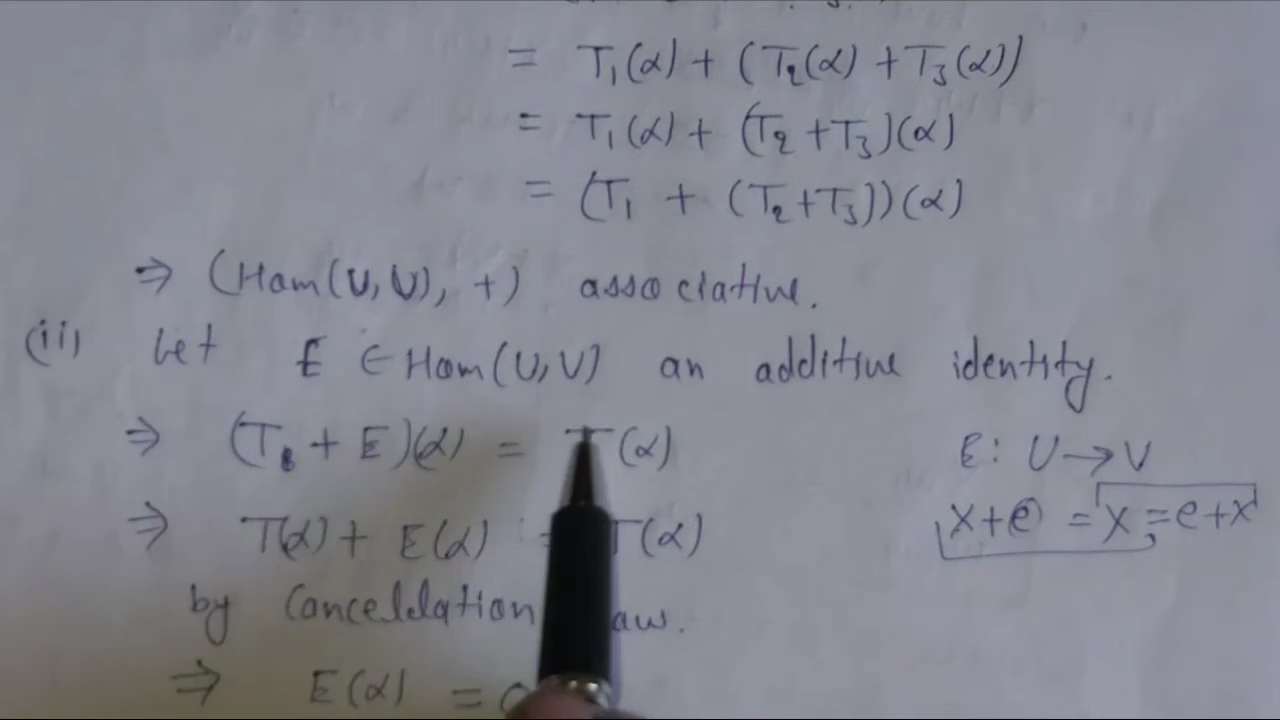 = T₁(α) + (T₂(α) + T₃(α))
= T₁(α) + (T₂ + T₃)(α)
= (T₁ + (T₂+T₃))(α)
⇒ (Hom(U,V), +) associative.
(ii) Let E ∈ Hom(U,V) an additive identity.
⇒ (T + E)(α) = T(α)
E: U→V
⇒ T(α) + E(α) = T(α)
x+e = x = e+x
by Cancellation law.
⇒ E(α) = 0